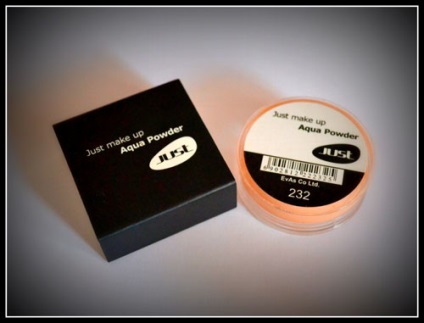 Just make up
Aqua Powder
JUST
Just make up
Aqua Powder
JUST
EvAs Co Ltd.
232